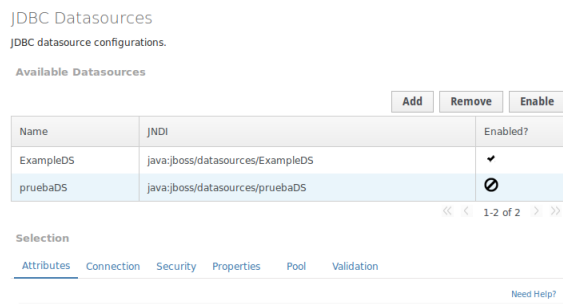 JDBC Datasources
JDBC datasource configurations.
Available Datasources
Add Remove Enable
Name JNDI Enabled?
ExampleDS java:jboss/datasources/ExampleDS
pruebaDS java:jboss/datasources/pruebaDS
« < 1-2 of 2 > »
Selection
Attributes Connection Security Properties Pool Validation
Need Help?